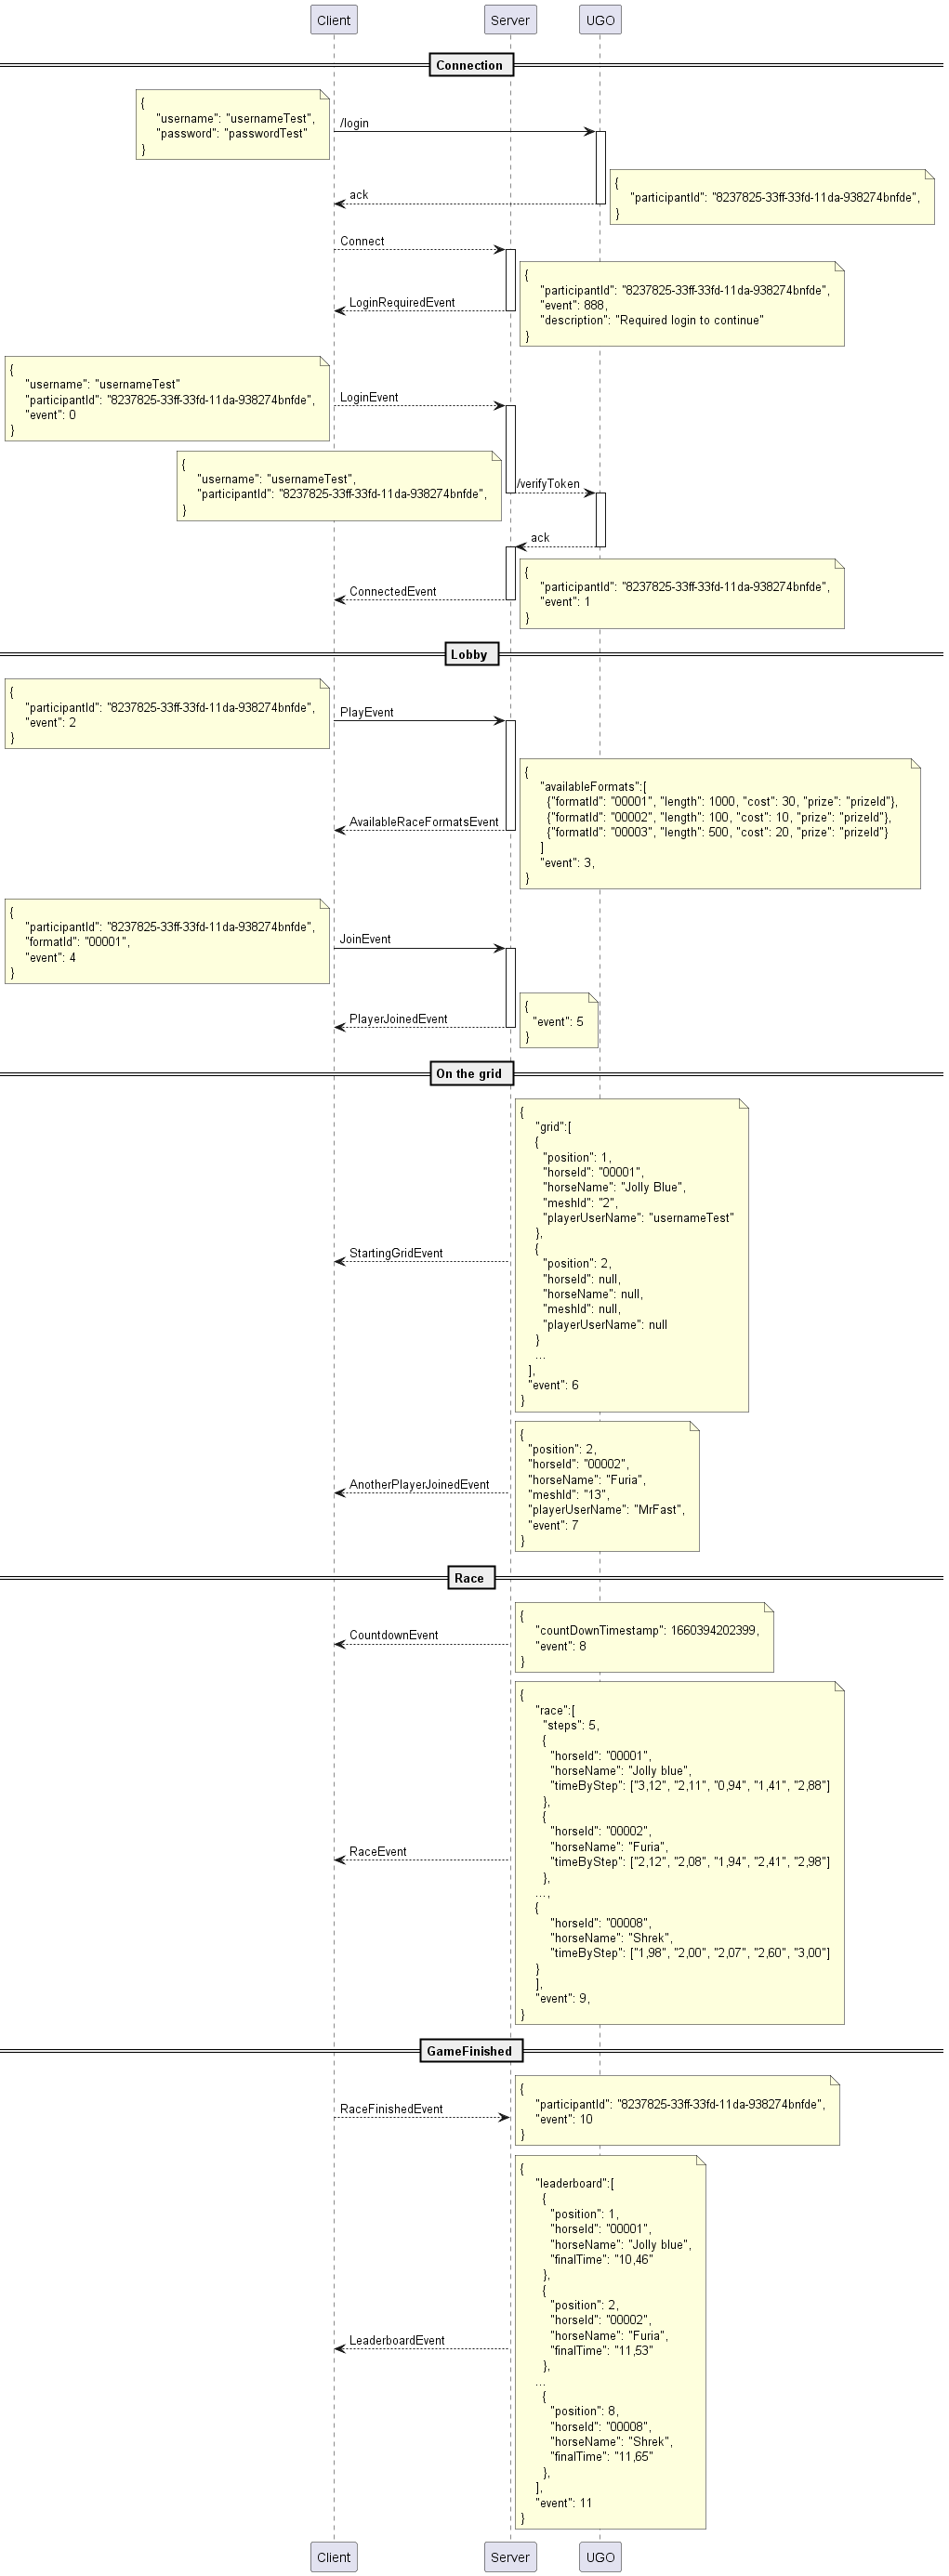 Client Server UGO
Connection
{
"username": "usernameTest",
"password": "passwordTest"
}
/login
ack
{
"participantId": "8237825-33ff-33fd-11da-938274bnfde",
}
Connect
LoginRequiredEvent
{
"participantId": "8237825-33ff-33fd-11da-938274bnfde",
"event": 888,
"description": "Required login to continue"
}
{
"username": "usernameTest"
"participantId": "8237825-33ff-33fd-11da-938274bnfde",
"event": 0
}
LoginEvent
{
"username": "usernameTest",
"participantId": "8237825-33ff-33fd-11da-938274bnfde",
}
/verifyToken
ack
ConnectedEvent
{
"participantId": "8237825-33ff-33fd-11da-938274bnfde",
"event": 1
}
Lobby
{
"participantId": "8237825-33ff-33fd-11da-938274bnfde",
"event": 2
}
PlayEvent
AvailableRaceFormatsEvent
{
"availableFormats":[
{"formatId": "00001", "length": 1000, "cost": 30, "prize": "prizeId"},
{"formatId": "00002", "length": 100, "cost": 10, "prize": "prizeId"},
{"formatId": "00003", "length": 500, "cost": 20, "prize": "prizeId"}
]
"event": 3,
}
{
"participantId": "8237825-33ff-33fd-11da-938274bnfde",
"formatId": "00001",
"event": 4
}
JoinEvent
PlayerJoinedEvent
{
"event": 5
}
On the grid
StartingGridEvent
{
"grid":[
{
"position": 1,
"horseId": "00001",
"horseName": "Jolly Blue",
"meshId": "2",
"playerUserName": "usernameTest"
},
{
"position": 2,
"horseId": null,
"horseName": null,
"meshId": null,
"playerUserName": null
}
...
],
"event": 6
}
AnotherPlayerJoinedEvent
{
"position": 2,
"horseId": "00002",
"horseName": "Furia",
"meshId": "13",
"playerUserName": "MrFast",
"event": 7
}
Race
CountdownEvent
{
"countDownTimestamp": 1660394202399,
"event": 8
}
RaceEvent
{
"race":[
"steps": 5,
{
"horseId": "00001",
"horseName": "Jolly blue",
"timeByStep": ["3,12", "2,11", "0,94", "1,41", "2,88"]
},
{
"horseId": "00002",
"horseName": "Furia",
"timeByStep": ["2,12", "2,08", "1,94", "2,41", "2,98"]
},
...,
{
"horseId": "00008",
"horseName": "Shrek",
"timeByStep": ["1,98", "2,00", "2,07", "2,60", "3,00"]
}
],
"event": 9,
}
GameFinished
RaceFinishedEvent
{
"participantId": "8237825-33ff-33fd-11da-938274bnfde",
"event": 10
}
LeaderboardEvent
{
"leaderboard":[
{
"position": 1,
"horseId": "00001",
"horseName": "Jolly blue",
"finalTime": "10,46"
},
{
"position": 2,
"horseId": "00002",
"horseName": "Furia",
"finalTime": "11,53"
},
...
{
"position": 8,
"horseId": "00008",
"horseName": "Shrek",
"finalTime": "11,65"
},
],
"event": 11
}
Client Server UGO